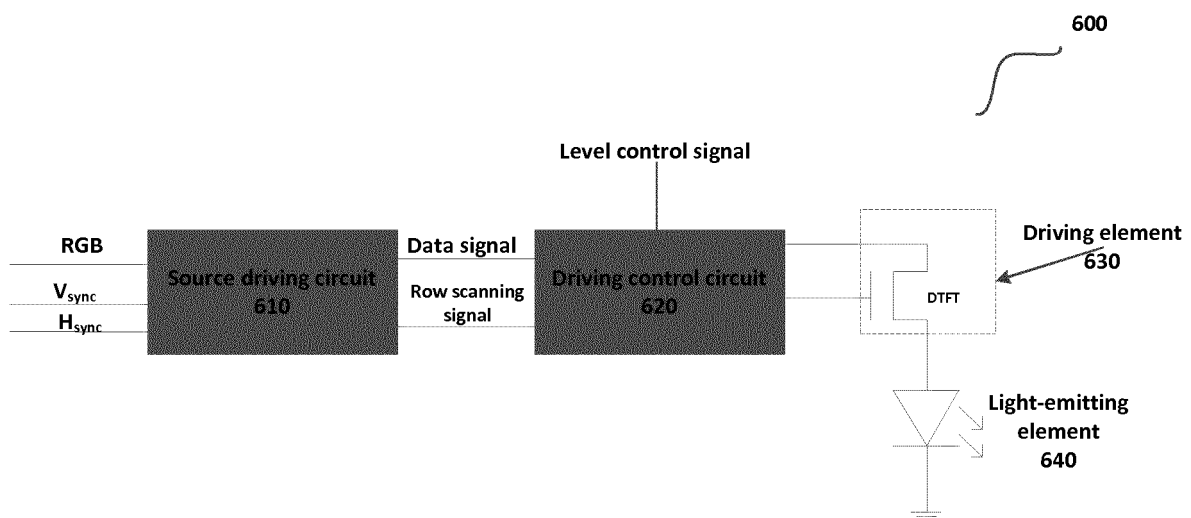 600
Level control signal
RGB
Vsync
Hsync
Source driving circuit
610
Data signal
Row scanning
signal
Driving control circuit
620
DTFT
Driving element
630
Light-emitting
element
640